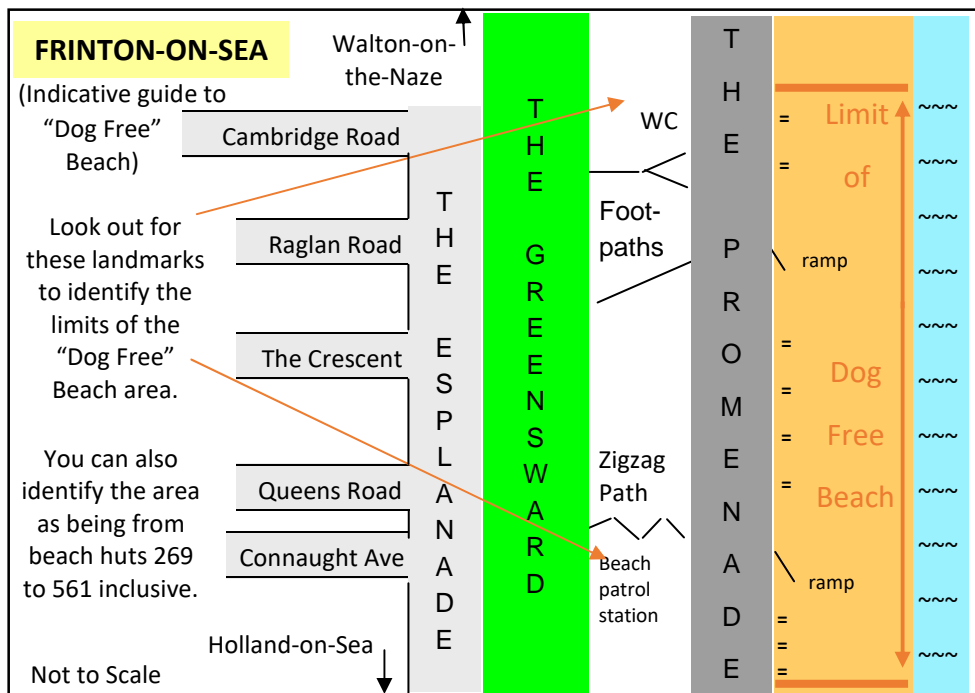 FRINTON-ON-SEA
(Indicative guide to
“Dog Free”
Beach)
Look out for
these landmarks
to identify the
limits of the
“Dog Free”
Beach area.
You can also
identify the area
as being from
beach huts 269
to 561 inclusive.
Not to Scale
Walton-on-
the-Naze
Cambridge Road
Raglan Road
The Crescent
Queens Road
Connaught Ave
Holland-on-Sea
THE ESPLANADE
THE GREENSWARD
WC
Foot-
paths
Zigzag
Path
Beach
patrol
station
THE PROMENADE
ramp
ramp
Limit
of
Dog
Free
Beach